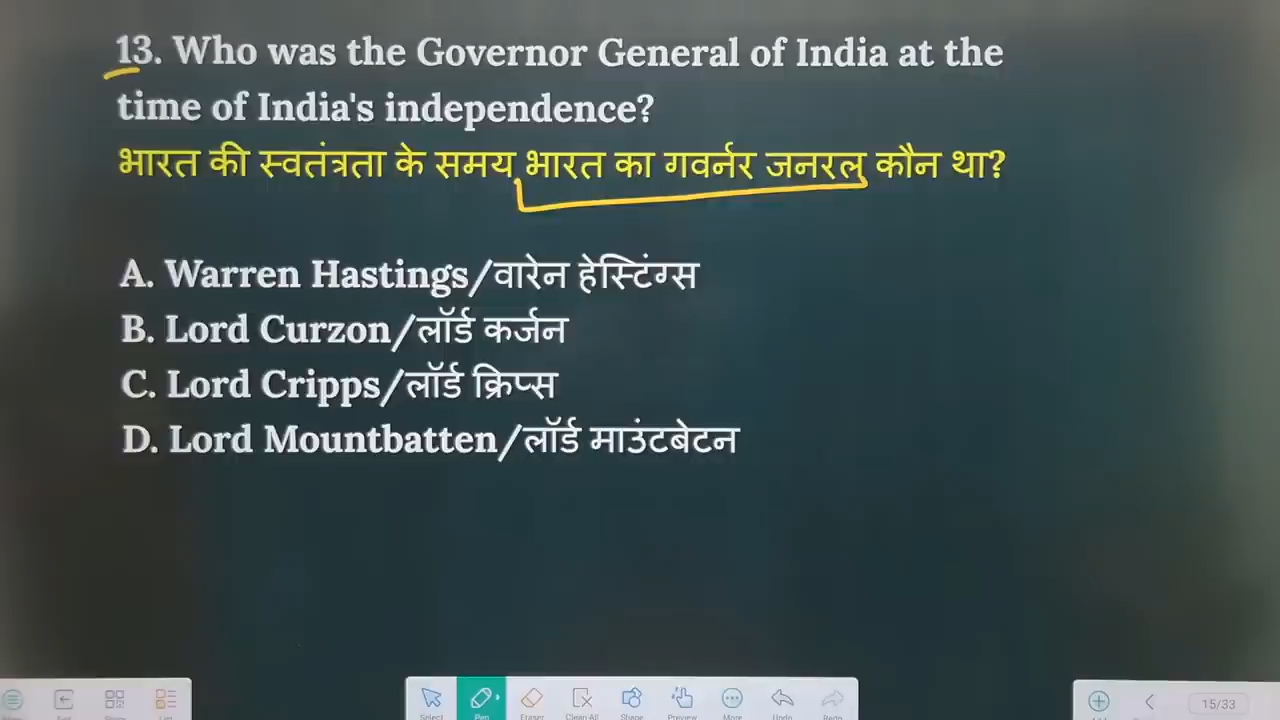 13. Who was the Governor General of India at the
time of India's independence?
भारत की स्वतंत्रता के समय भारत का गवर्नर जनरल कौन था?
A. Warren Hastings/वारेन हेस्टिंग्स
B. Lord Curzon/लॉर्ड कर्जन
C. Lord Cripps/लॉर्ड क्रिप्स
D. Lord Mountbatten/लॉर्ड माउंटबेटन
Select Pen Eraser Clean All Shape Preview More Undo Redo 15/33